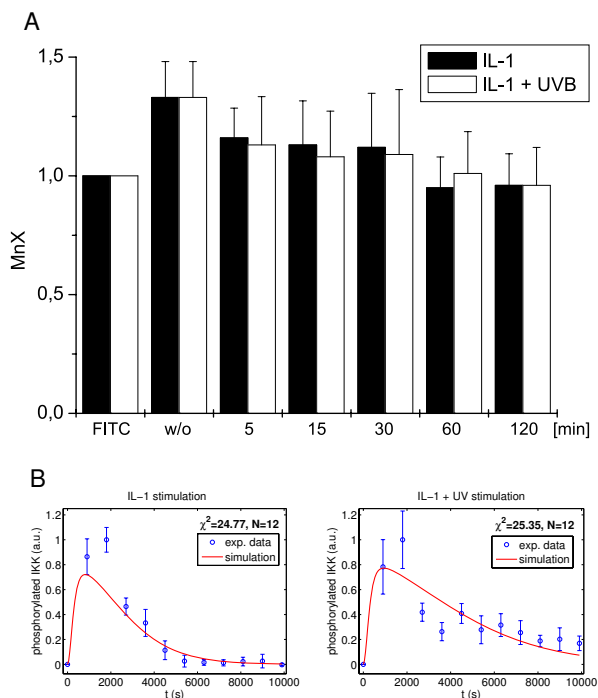 A
IL-1
IL-1 + UVB
1,5
1,0
0,5
0,0
MnX
FITC w/o 5 15 30 60 120 [min]
B
IL−1 stimulation
χ²=24.77, N=12
exp. data
simulation
phosphorylated IKK (a.u.)
1.2
1
0.8
0.6
0.4
0.2
0
0 2000 4000 6000 8000 10000
t (s)
IL−1 + UV stimulation
χ²=25.35, N=12
exp. data
simulation
phosphorylated IKK (a.u.)
1.2
1
0.8
0.6
0.4
0.2
0
0 2000 4000 6000 8000 10000
t (s)